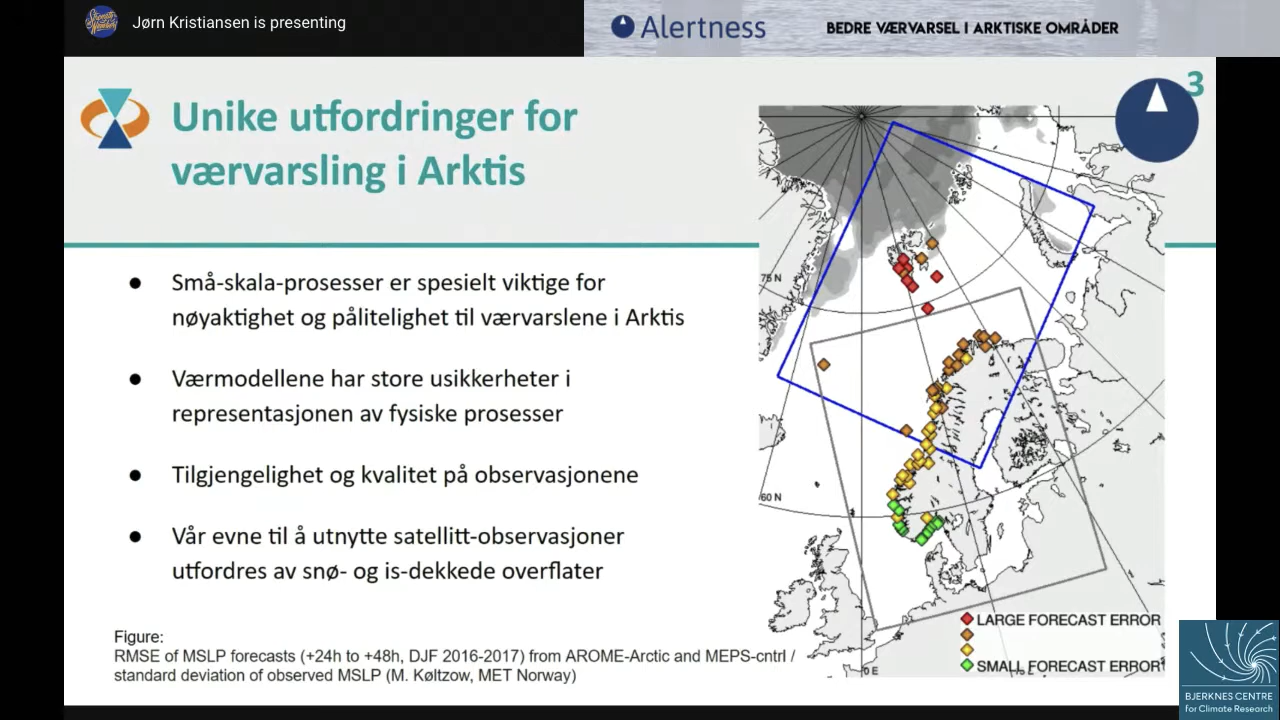 Jørn Kristiansen is presenting
Alertness
BEDRE VÆRVARSEL I ARKTISKE OMRÅDER
3
Unike utfordringer for
værvarsling i Arktis
● Små-skala-prosesser er spesielt viktige for
nøyaktighet og pålitelighet til værvarslene i Arktis
● Værmodellene har store usikkerheter i
representasjonen av fysiske prosesser
● Tilgjengelighet og kvalitet på observasjonene
● Vår evne til å utnytte satellitt-observasjoner
utfordres av snø- og is-dekkede overflater
Figure:
RMSE of MSLP forecasts (+24h to +48h, DJF 2016-2017) from AROME-Arctic and MEPS-cntrl /
standard deviation of observed MSLP (M. Køltzow, MET Norway)
75 N
60 N
LARGE FORECAST ERROR
SMALL FORECAST ERROR
0 E
BJERKNES CENTRE
for Climate Research